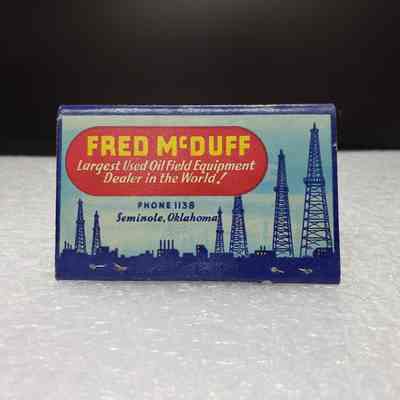 FRED McDUFF
Largest Used Oil Field Equipment
Dealer in the World!
PHONE 1138
Seminole, Oklahoma